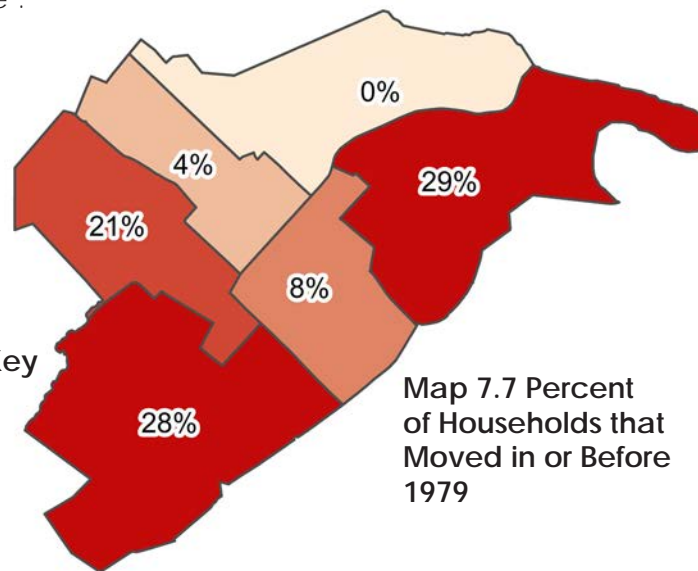 0%
4%
29%
21%
8%
28%
Map 7.7 Percent
of Households that
Moved in or Before
1979